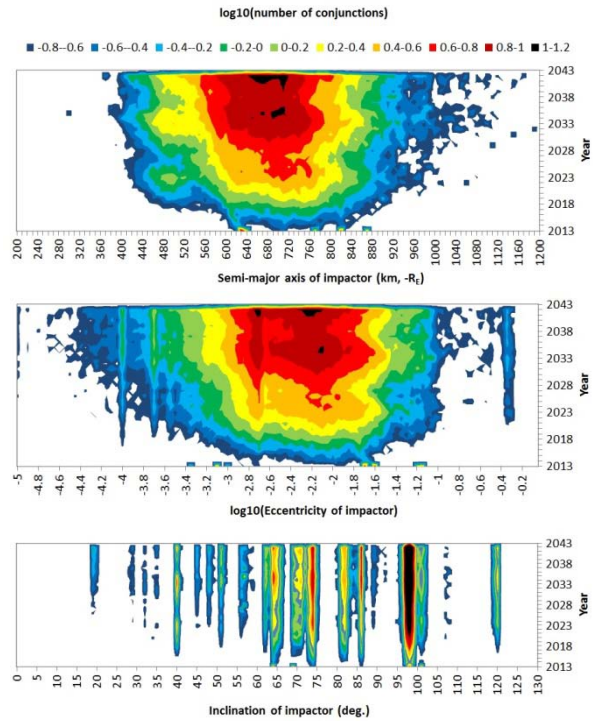 log10(number of conjunctions)
-0.8--0.6 -0.6--0.4 -0.4--0.2 -0.2-0 0-0.2 0.2-0.4 0.4-0.6 0.6-0.8 0.8-1 1-1.2
2043
2038
2033
2028
2023
2018
2013
Year
200 240 280 320 360 400 440 480 520 560 600 640 680 720 760 800 840 880 920 960 1000 1040 1080 1120 1160 1200
Semi-major axis of impactor (km, -RE)
2043
2038
2033
2028
2023
2018
2013
Year
-5 -4.8 -4.6 -4.4 -4.2 -4 -3.8 -3.6 -3.4 -3.2 -3 -2.8 -2.6 -2.4 -2.2 -2 -1.8 -1.6 -1.4 -1.2 -1 -0.8 -0.6 -0.4 -0.2
log10(Eccentricity of impactor)
2043
2038
2033
2028
2023
2018
2013
Year
0 5 10 15 20 25 30 35 40 45 50 55 60 65 70 75 80 85 90 95 100 105 110 115 120 125 130
Inclination of impactor (deg.)